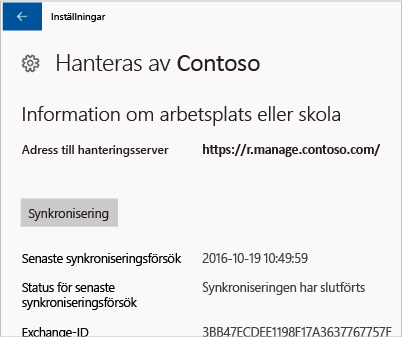 Inställningar
Hanteras av Contoso
Information om arbetsplats eller skola
Adress till hanteringsserver https://r.manage.contoso.com/
Synkronisering
Senaste synkroniseringsförsök 2016-10-19 10:49:59
Status för senaste Synkroniseringen har slutförts
synkroniseringsförsök
Exchange-ID 3BB47ECDEE1198F17A3637767757F